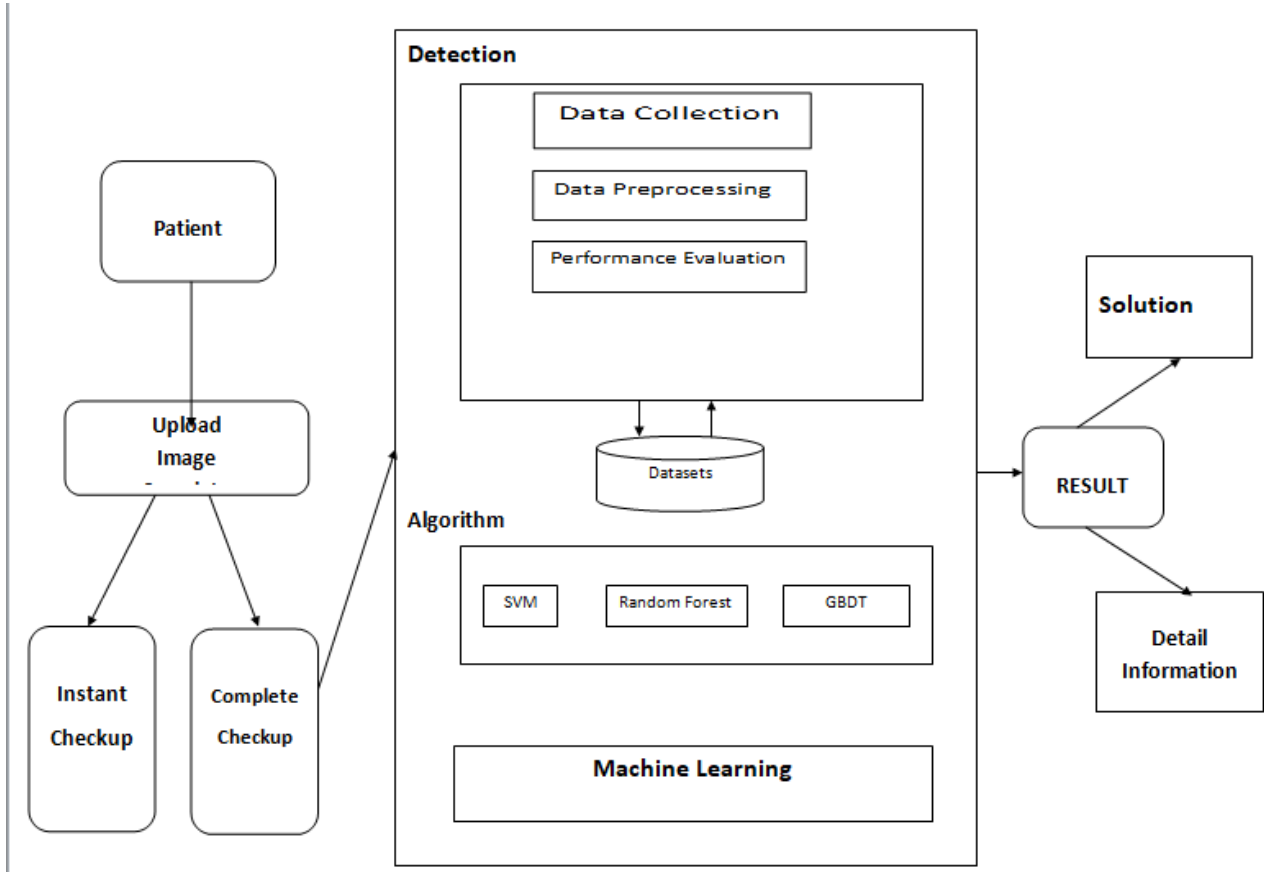 Patient
Upload
Image
Instant
Checkup
Complete
Checkup
Detection
Data Collection
Data Preprocessing
Performance Evaluation
Datasets
Algorithm
SVM
Random Forest
GBDT
Machine Learning
RESULT
Solution
Detail
Information